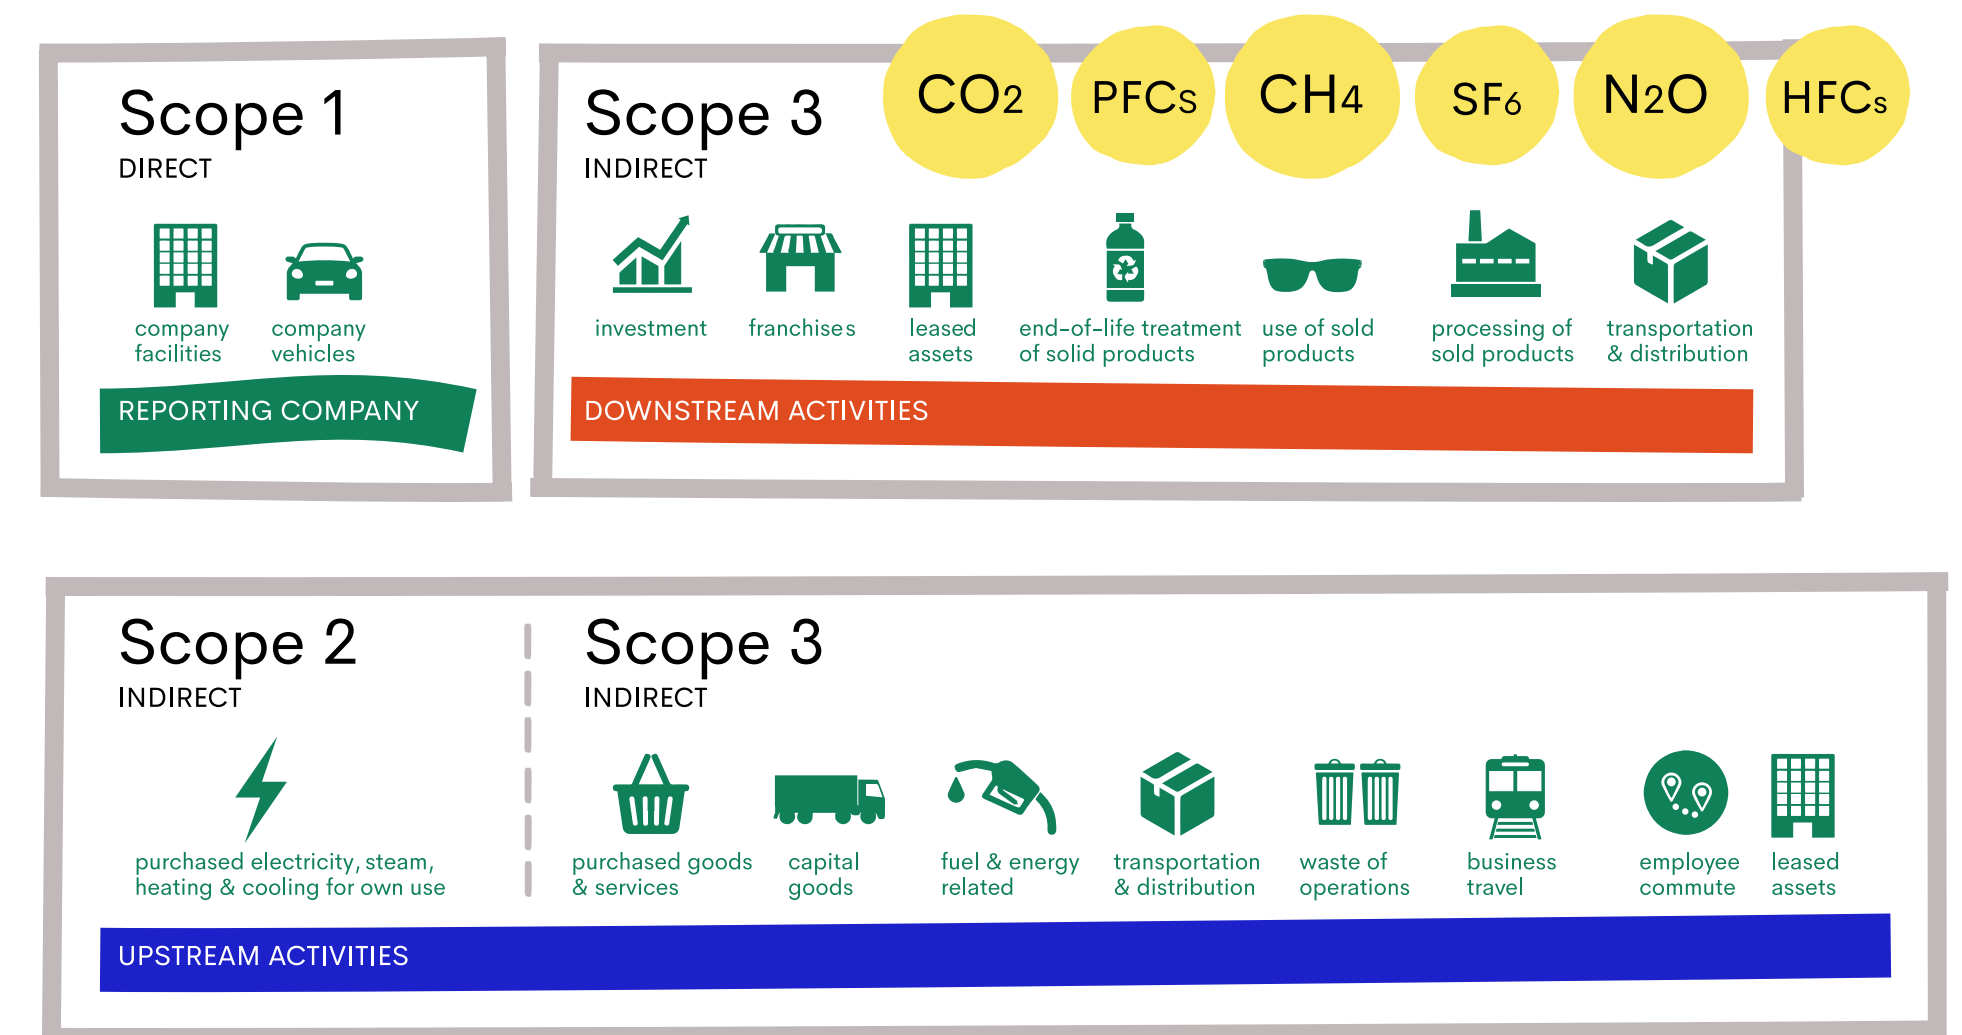 Scope 1
DIRECT
company
facilities
company
vehicles
REPORTING COMPANY
Scope 3
INDIRECT
CO2
PFCs
CH4
SF6
N2O
HFCs
investment
franchises
leased
assets
end-of-life treatment
of solid products
use of sold
products
processing of
sold products
transportation
& distribution
DOWNSTREAM ACTIVITIES
Scope 2
INDIRECT
purchased electricity, steam,
heating & cooling for own use
Scope 3
INDIRECT
purchased goods
& services
capital
goods
fuel & energy
related
transportation
& distribution
waste of
operations
business
travel
employee
commute
leased
assets
UPSTREAM ACTIVITIES